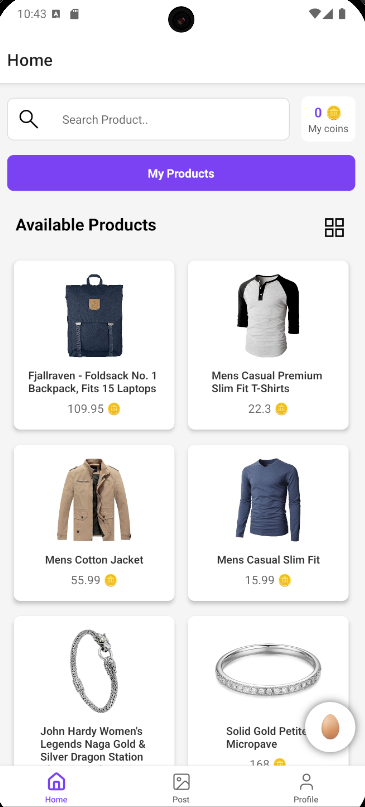 10:43
Home
Search Product..
0
My coins
My Products
Available Products
Fjallraven - Foldsack No. 1
Backpack, Fits 15 Laptops
109.95
Mens Casual Premium
Slim Fit T-Shirts
22.3
Mens Cotton Jacket
55.99
Mens Casual Slim Fit
15.99
John Hardy Women's
Legends Naga Gold &
Silver Dragon Station
Solid Gold Petite
Micropave
168
Home
Post
Profile